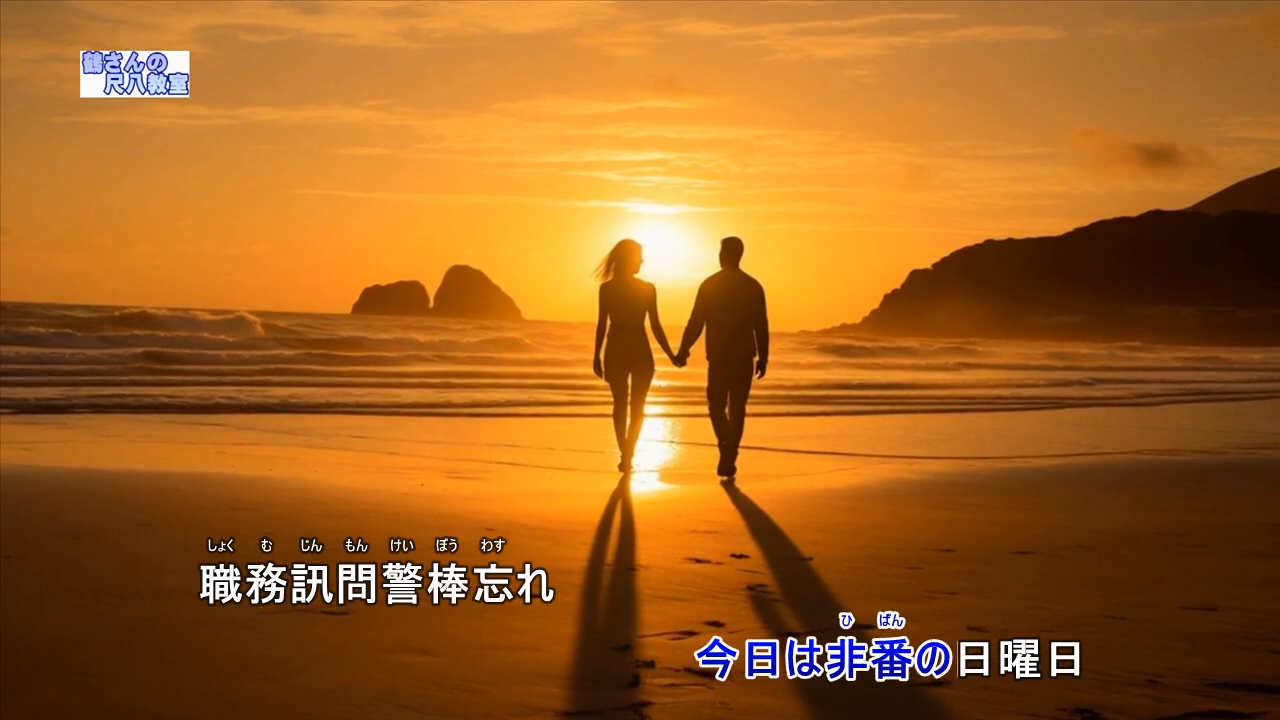 鶴さんの
尺八教室
しょく む じん もん けい ぼう わす
職務訊問警棒忘れ
ひ ばん
今日は非番の日曜日